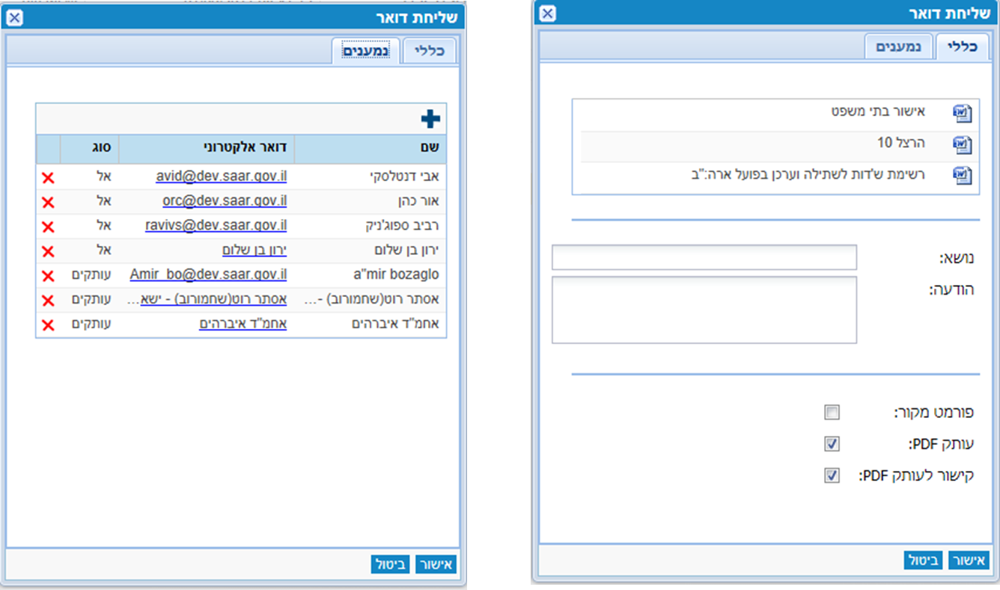 שליחת דואר
כללי
נמענים
אישור בתי משפט
הרצל 10
רשימת ש'דות לשתילה וערכן בפועל ארה:"ב
נושא:
הודעה:
פורמט מקור:
עותק PDF:
קישור לעותק PDF:
אישור
ביטול
שליחת דואר
כללי
נמענים
שם דואר אלקטרוני סוג
אבי דנטלסקי avid@dev.saar.gov.il אל
אור כהן orc@dev.saar.gov.il אל
רביב ספוג'ניק ravivs@dev.saar.gov.il אל
ירון בן שלום ירון בן שלום אל
a"mir bozaglo Amir_bo@dev.saar.gov.il עותקים
אסתר רוט(שחמורוב) -... אסתר רוט(שחמורוב) - ישא... עותקים
אחמ"ד איברהים אחמ"ד איברהים עותקים
אישור
ביטול